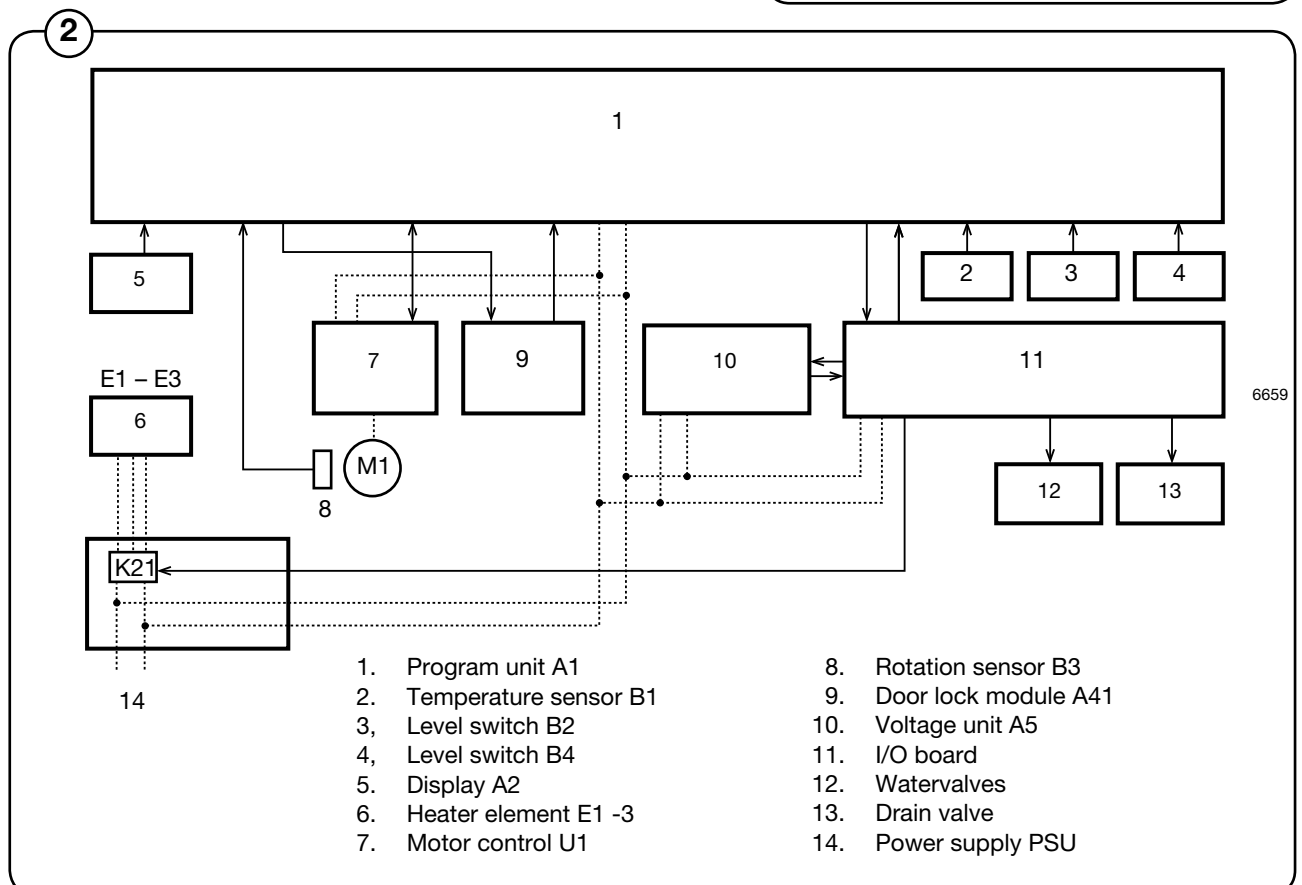 2
1
5
2
3
4
7
9
10
11
6659
E1 – E3
6
M1
8
12
13
K21
14
1. Program unit A1
2. Temperature sensor B1
3, Level switch B2
4, Level switch B4
5. Display A2
6. Heater element E1 -3
7. Motor control U1
8. Rotation sensor B3
9. Door lock module A41
10. Voltage unit A5
11. I/O board
12. Watervalves
13. Drain valve
14. Power supply PSU